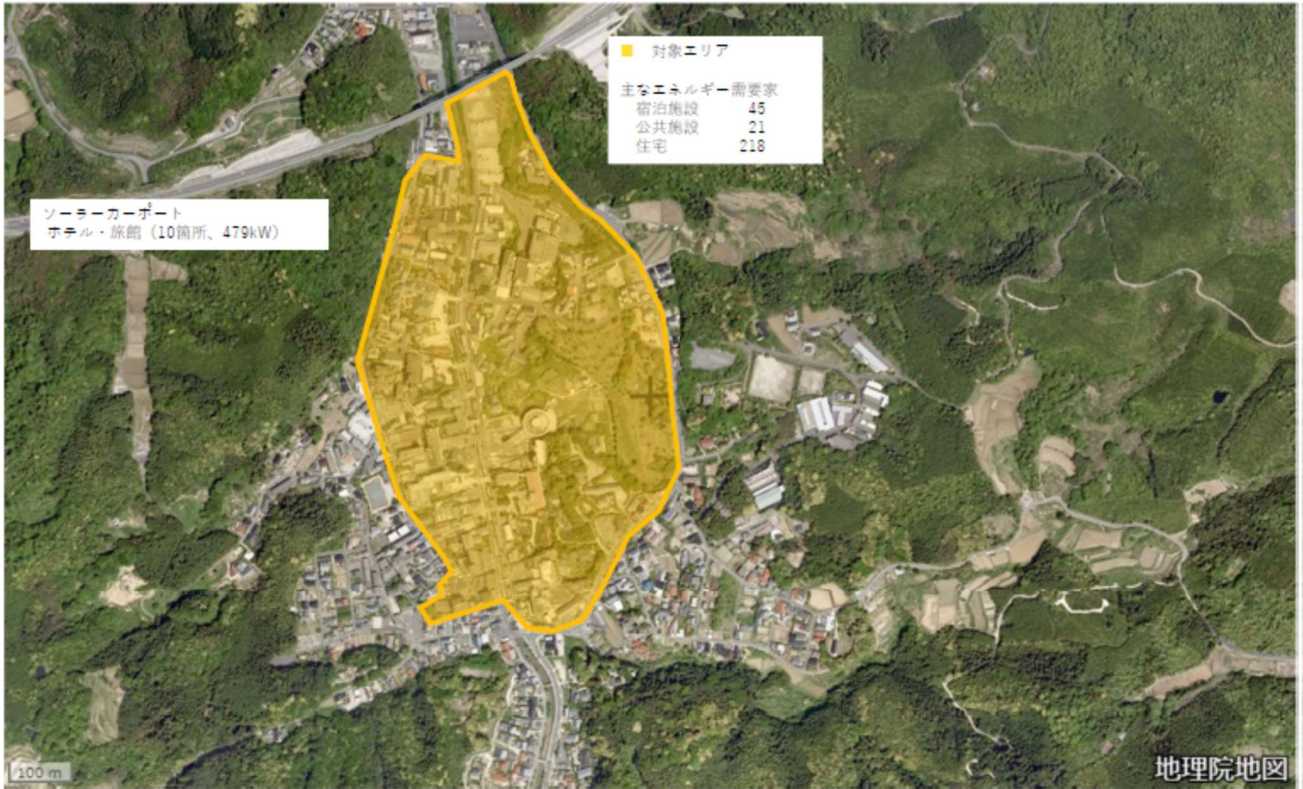 対象エリア
主なエネルギー需要家
宿泊施設 45
公共施設 21
住宅 218
ソーラーカーポート
ホテル・旅館（10箇所、479kW）
100 m
地理院地図